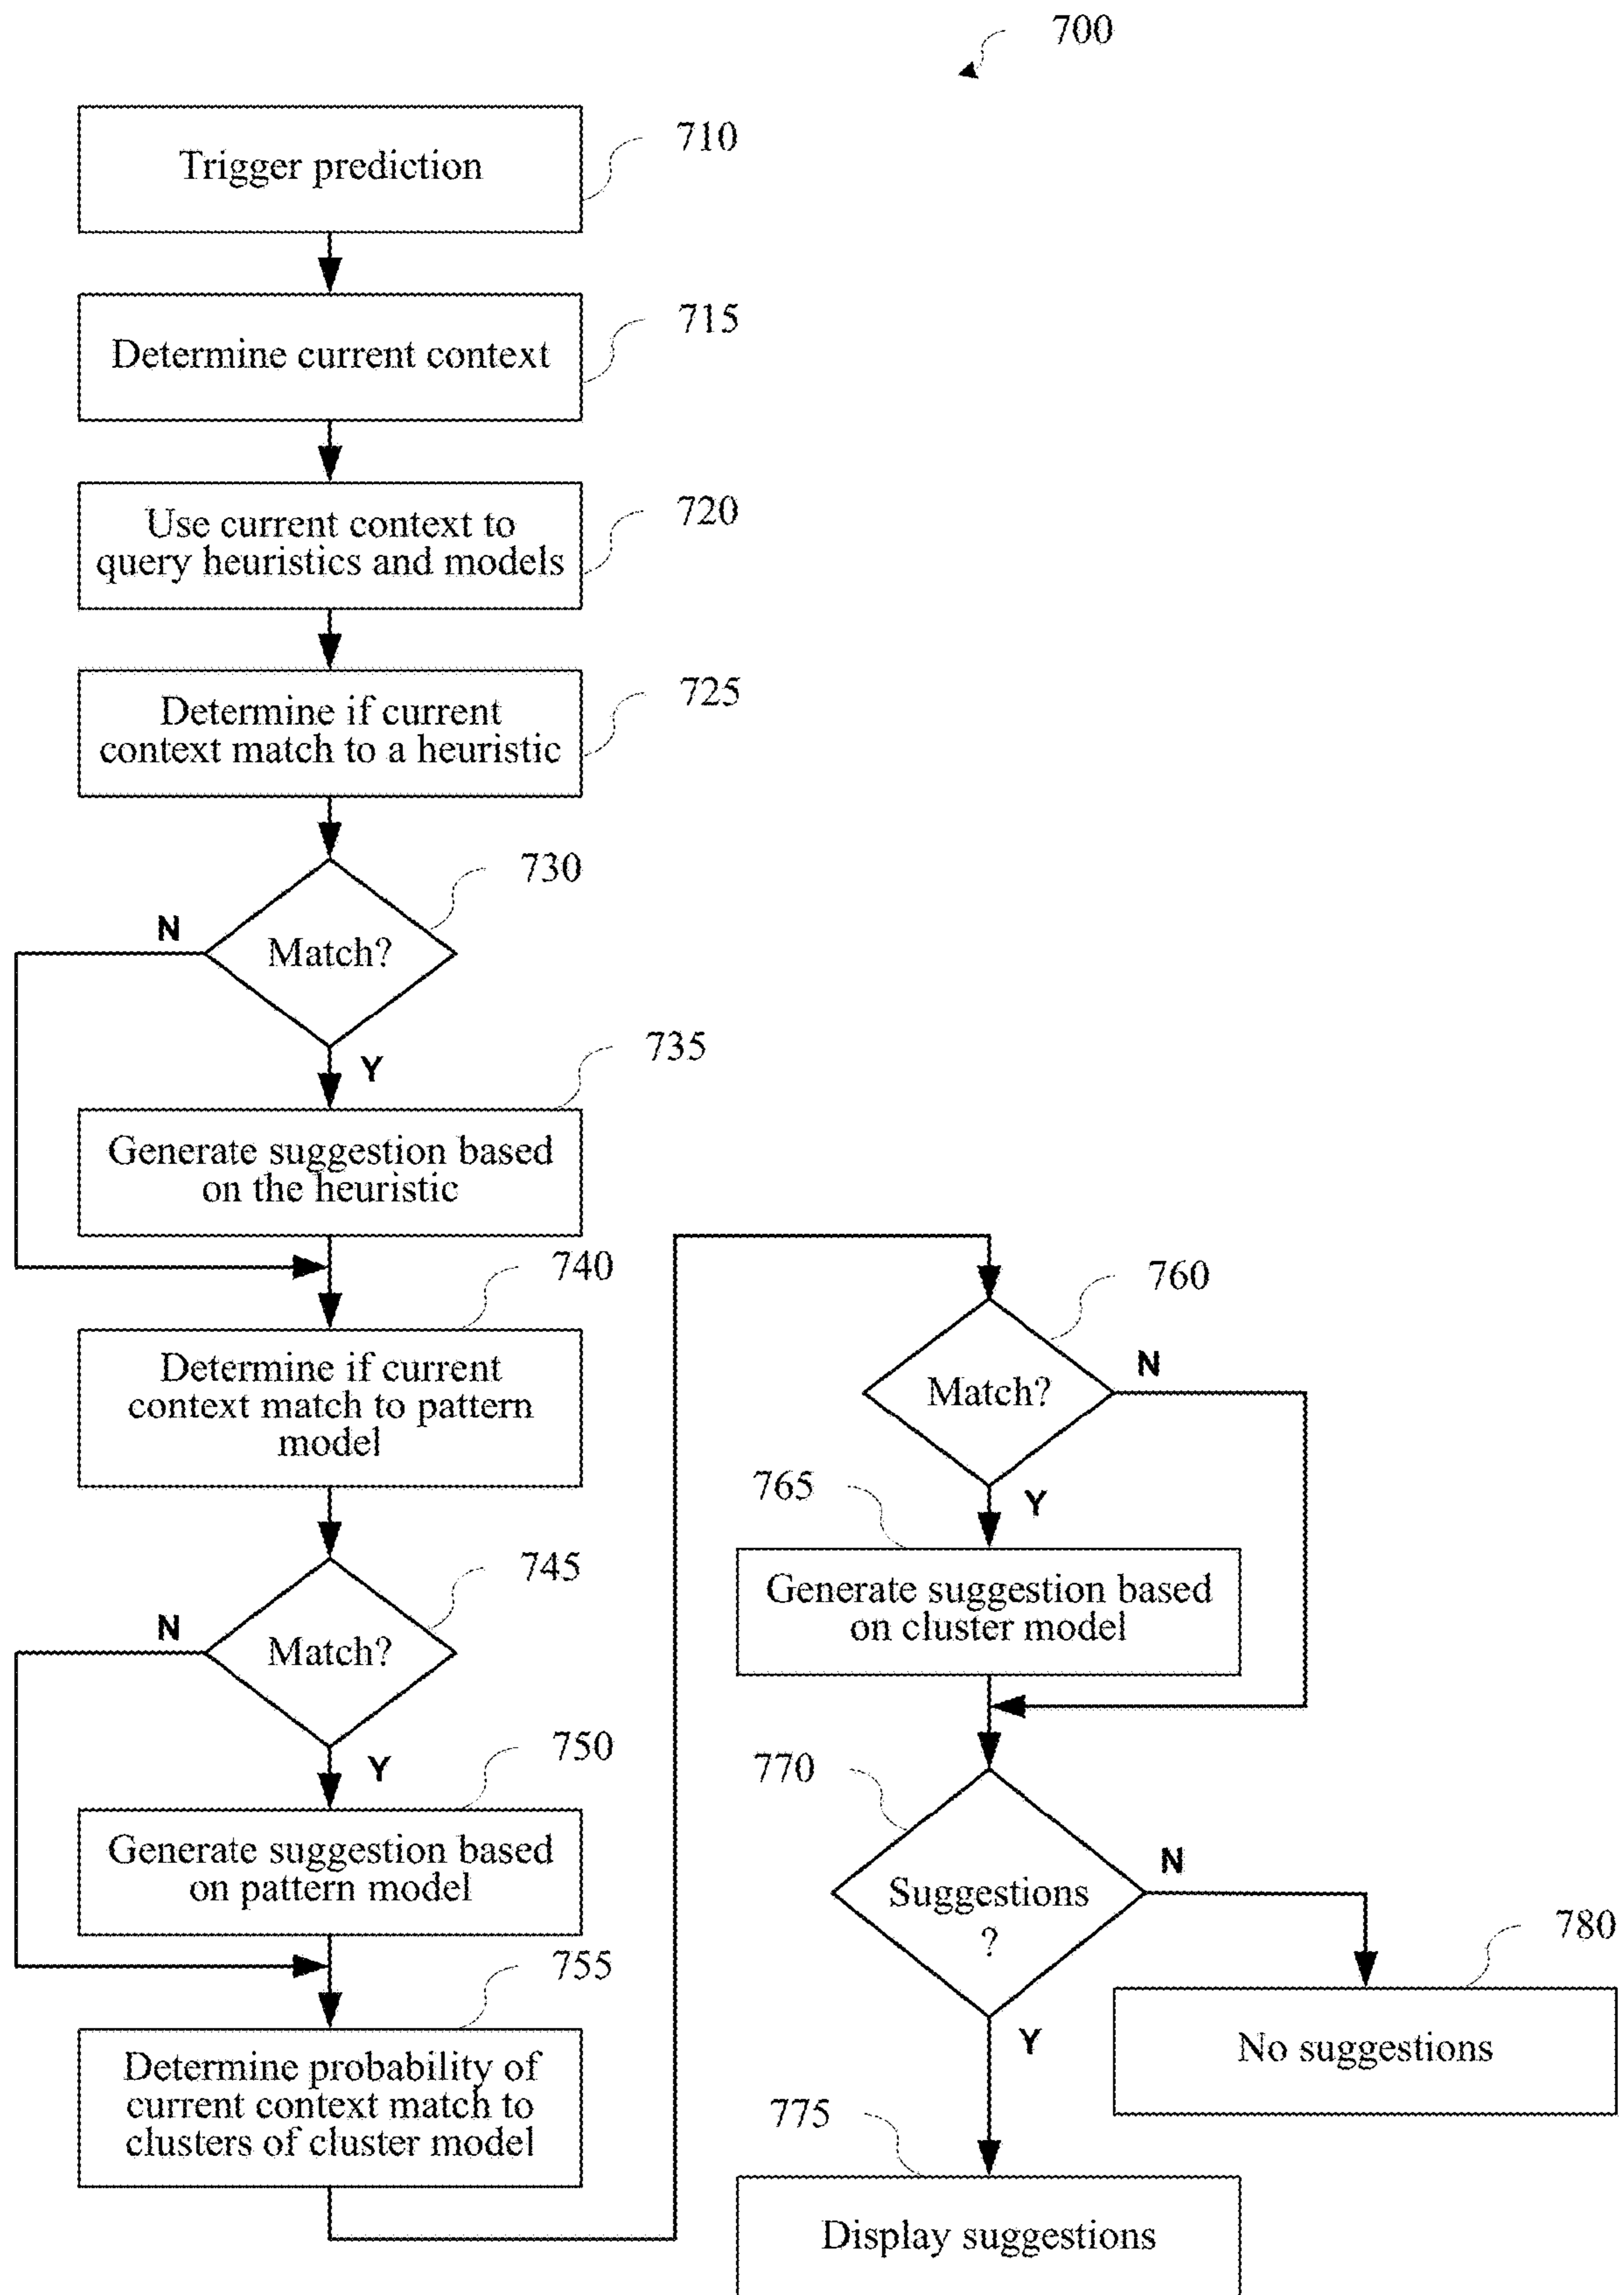 700
Trigger prediction
710
Determine current context
715
Use current context to
query heuristics and models
720
Determine if current
context match to a heuristic
725
730
N
Match?
Y
735
Generate suggestion based
on the heuristic
740
Determine if current
context match to pattern
model
745
N
Match?
Y
750
Generate suggestion based
on pattern model
755
Determine probability of
current context match to
clusters of cluster model
760
N
Match?
Y
765
Generate suggestion based
on cluster model
770
N
Suggestions
?
Y
780
No suggestions
775
Display suggestions